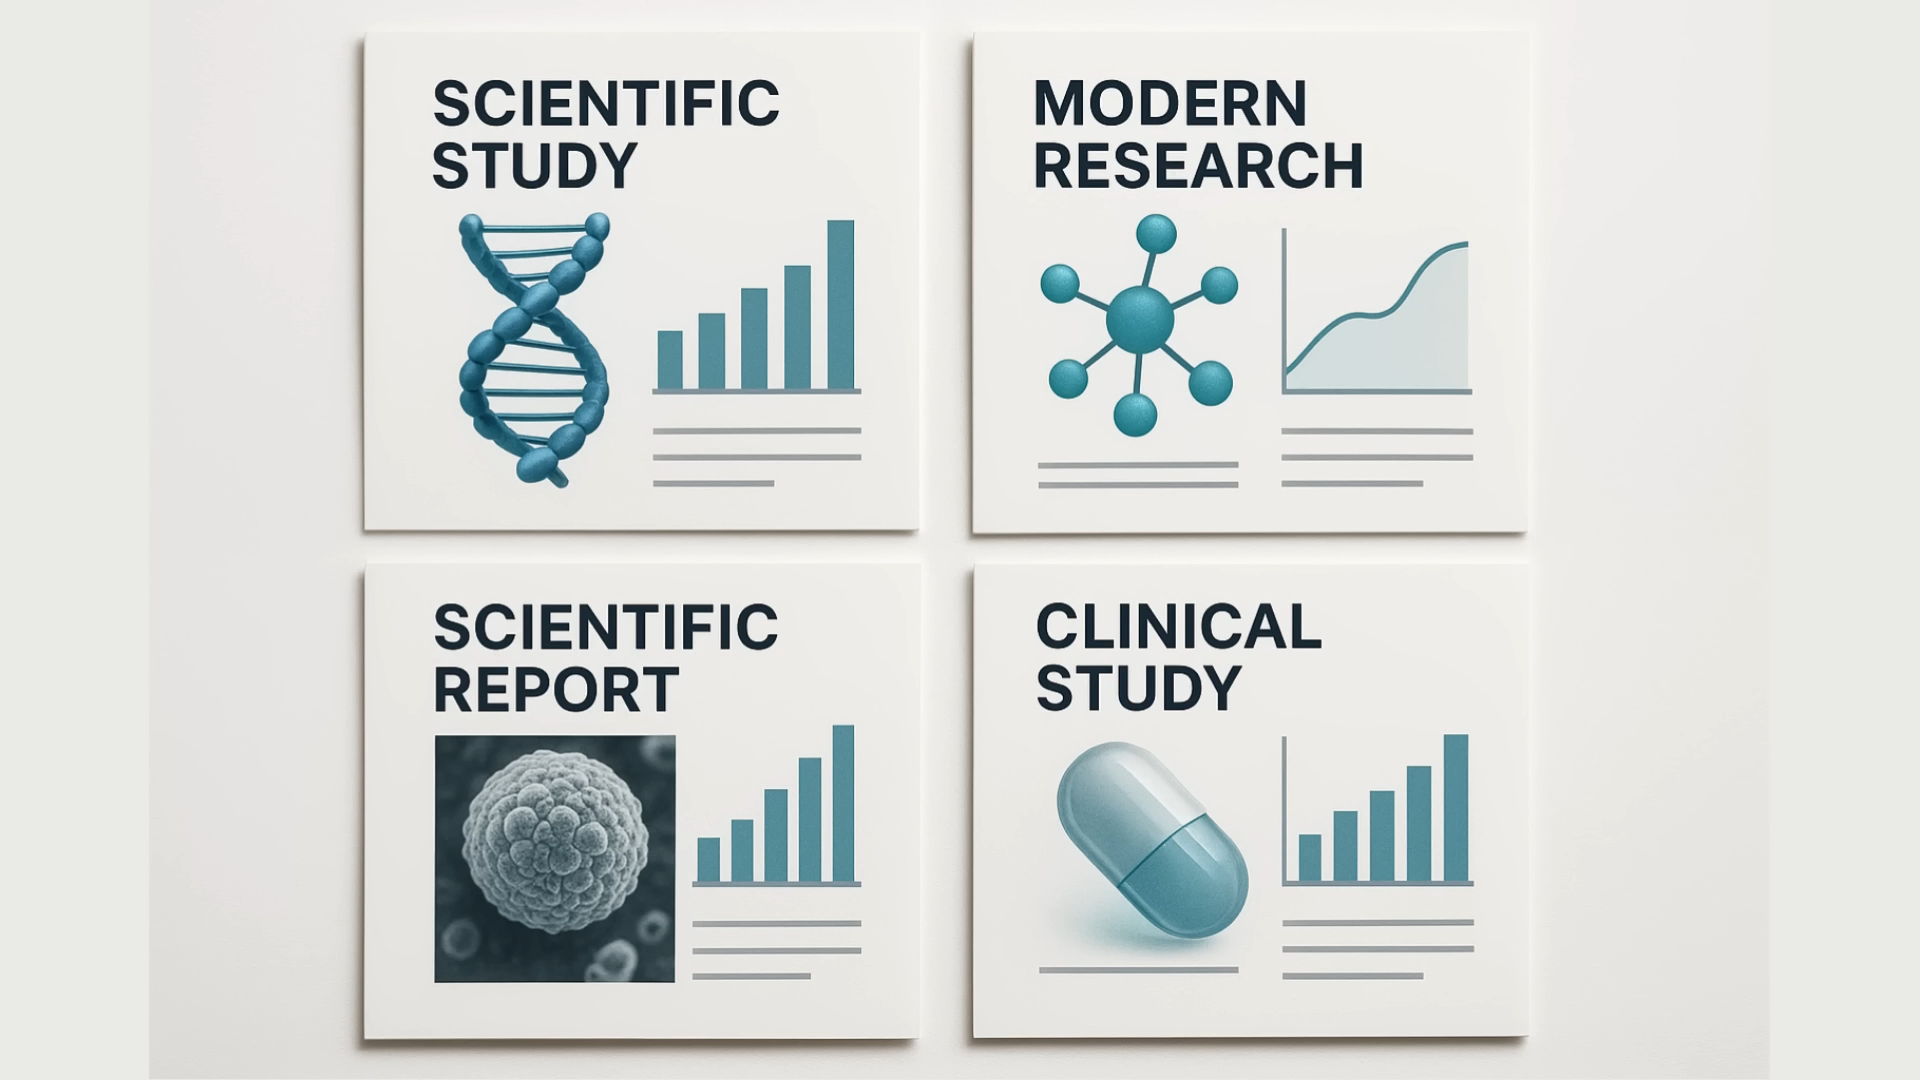 SCIENTIFIC
STUDY
MODERN
RESEARCH
SCIENTIFIC
REPORT
CLINICAL
STUDY